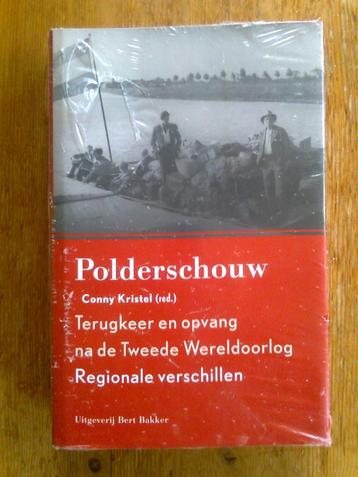 Polderschouw
Conny Kristel (red.)
Terugkeer en opvang
na de Tweede Wereldoorlog
Regionale verschillen
Uitgeverij Bert Bakker